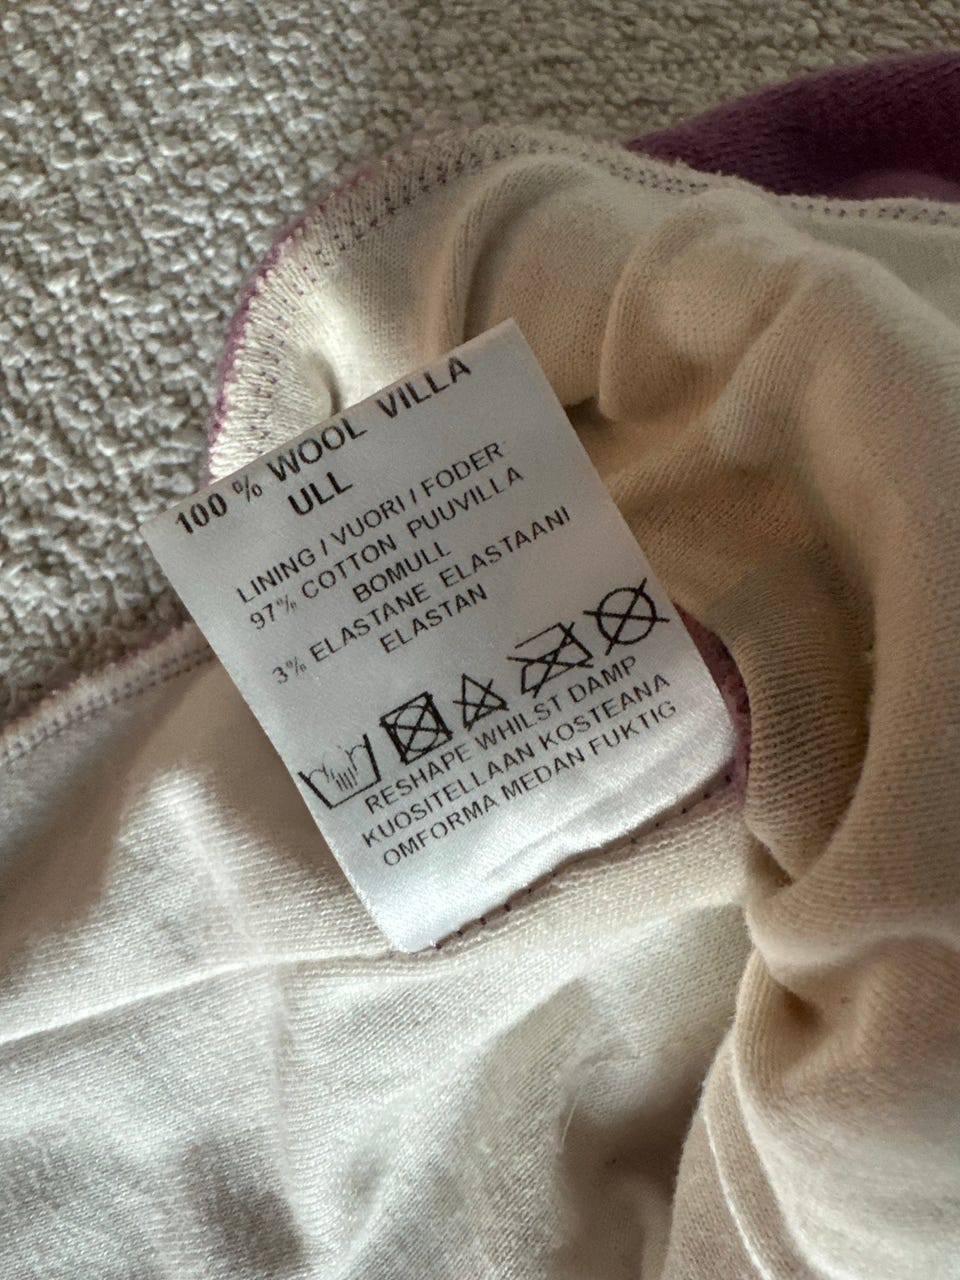 100 % WOOL VILLA
ULL
LINING / VUORI / FODER
97% COTTON PUUVILLA
BOMULL
3% ELASTANE ELASTAANI
ELASTAN
RESHAPE WHILST DAMP
KUOSITELLAAN KOSTEANA
OMFORMA MEDAN FUKTIG